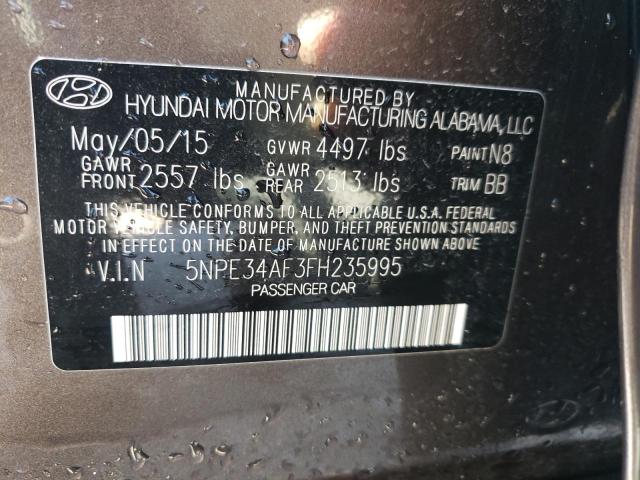 MANUFACTURED BY
HYUNDAI MOTOR MANUFACTURING ALABAMA, LLC
May/05/15 GVWR 4497 lbs PAINT N8
GAWR FRONT 2557 lbs GAWR REAR 2513 lbs TRIM BB
THIS VEHICLE CONFORMS TO ALL APPLICABLE U.S.A. FEDERAL
MOTOR VEHICLE SAFETY, BUMPER, AND THEFT PREVENTION STANDARDS
IN EFFECT ON THE DATE OF MANUFACTURE SHOWN ABOVE.
V.I.N 5NPE34AF3FH235995
PASSENGER CAR